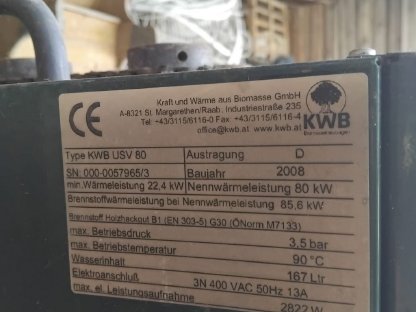 CE
Kraft und Wärme aus Biomasse GmbH
A-8321 St. Margarethen/Raab. Industriestraße 235
Tel: +43/3115/6116-0 Fax: +43/3115/6116-4
office@kwb.at www.kwb.at
KWB
Type KWB USV 80 Austragung D
SN: 000-0057965/3 Baujahr 2008
min.Wärmeleistung 22,4 kW Nennwärmeleistung 80 kW
Brennstoffwärmeleistung bei Nennwärmeleistung 85,6 kW
Brennstoff Holzhackgut B1 (EN 303-5) G30 (ÖNorm M7133)
max. Betriebsdruck 3,5 bar
max. Betriebstemperatur 90 °C
Wasserinhalt 167 Ltr
Elektroanschluß 3N 400 VAC 50Hz 13A
max. el. Leistungsaufnahme 2822 W